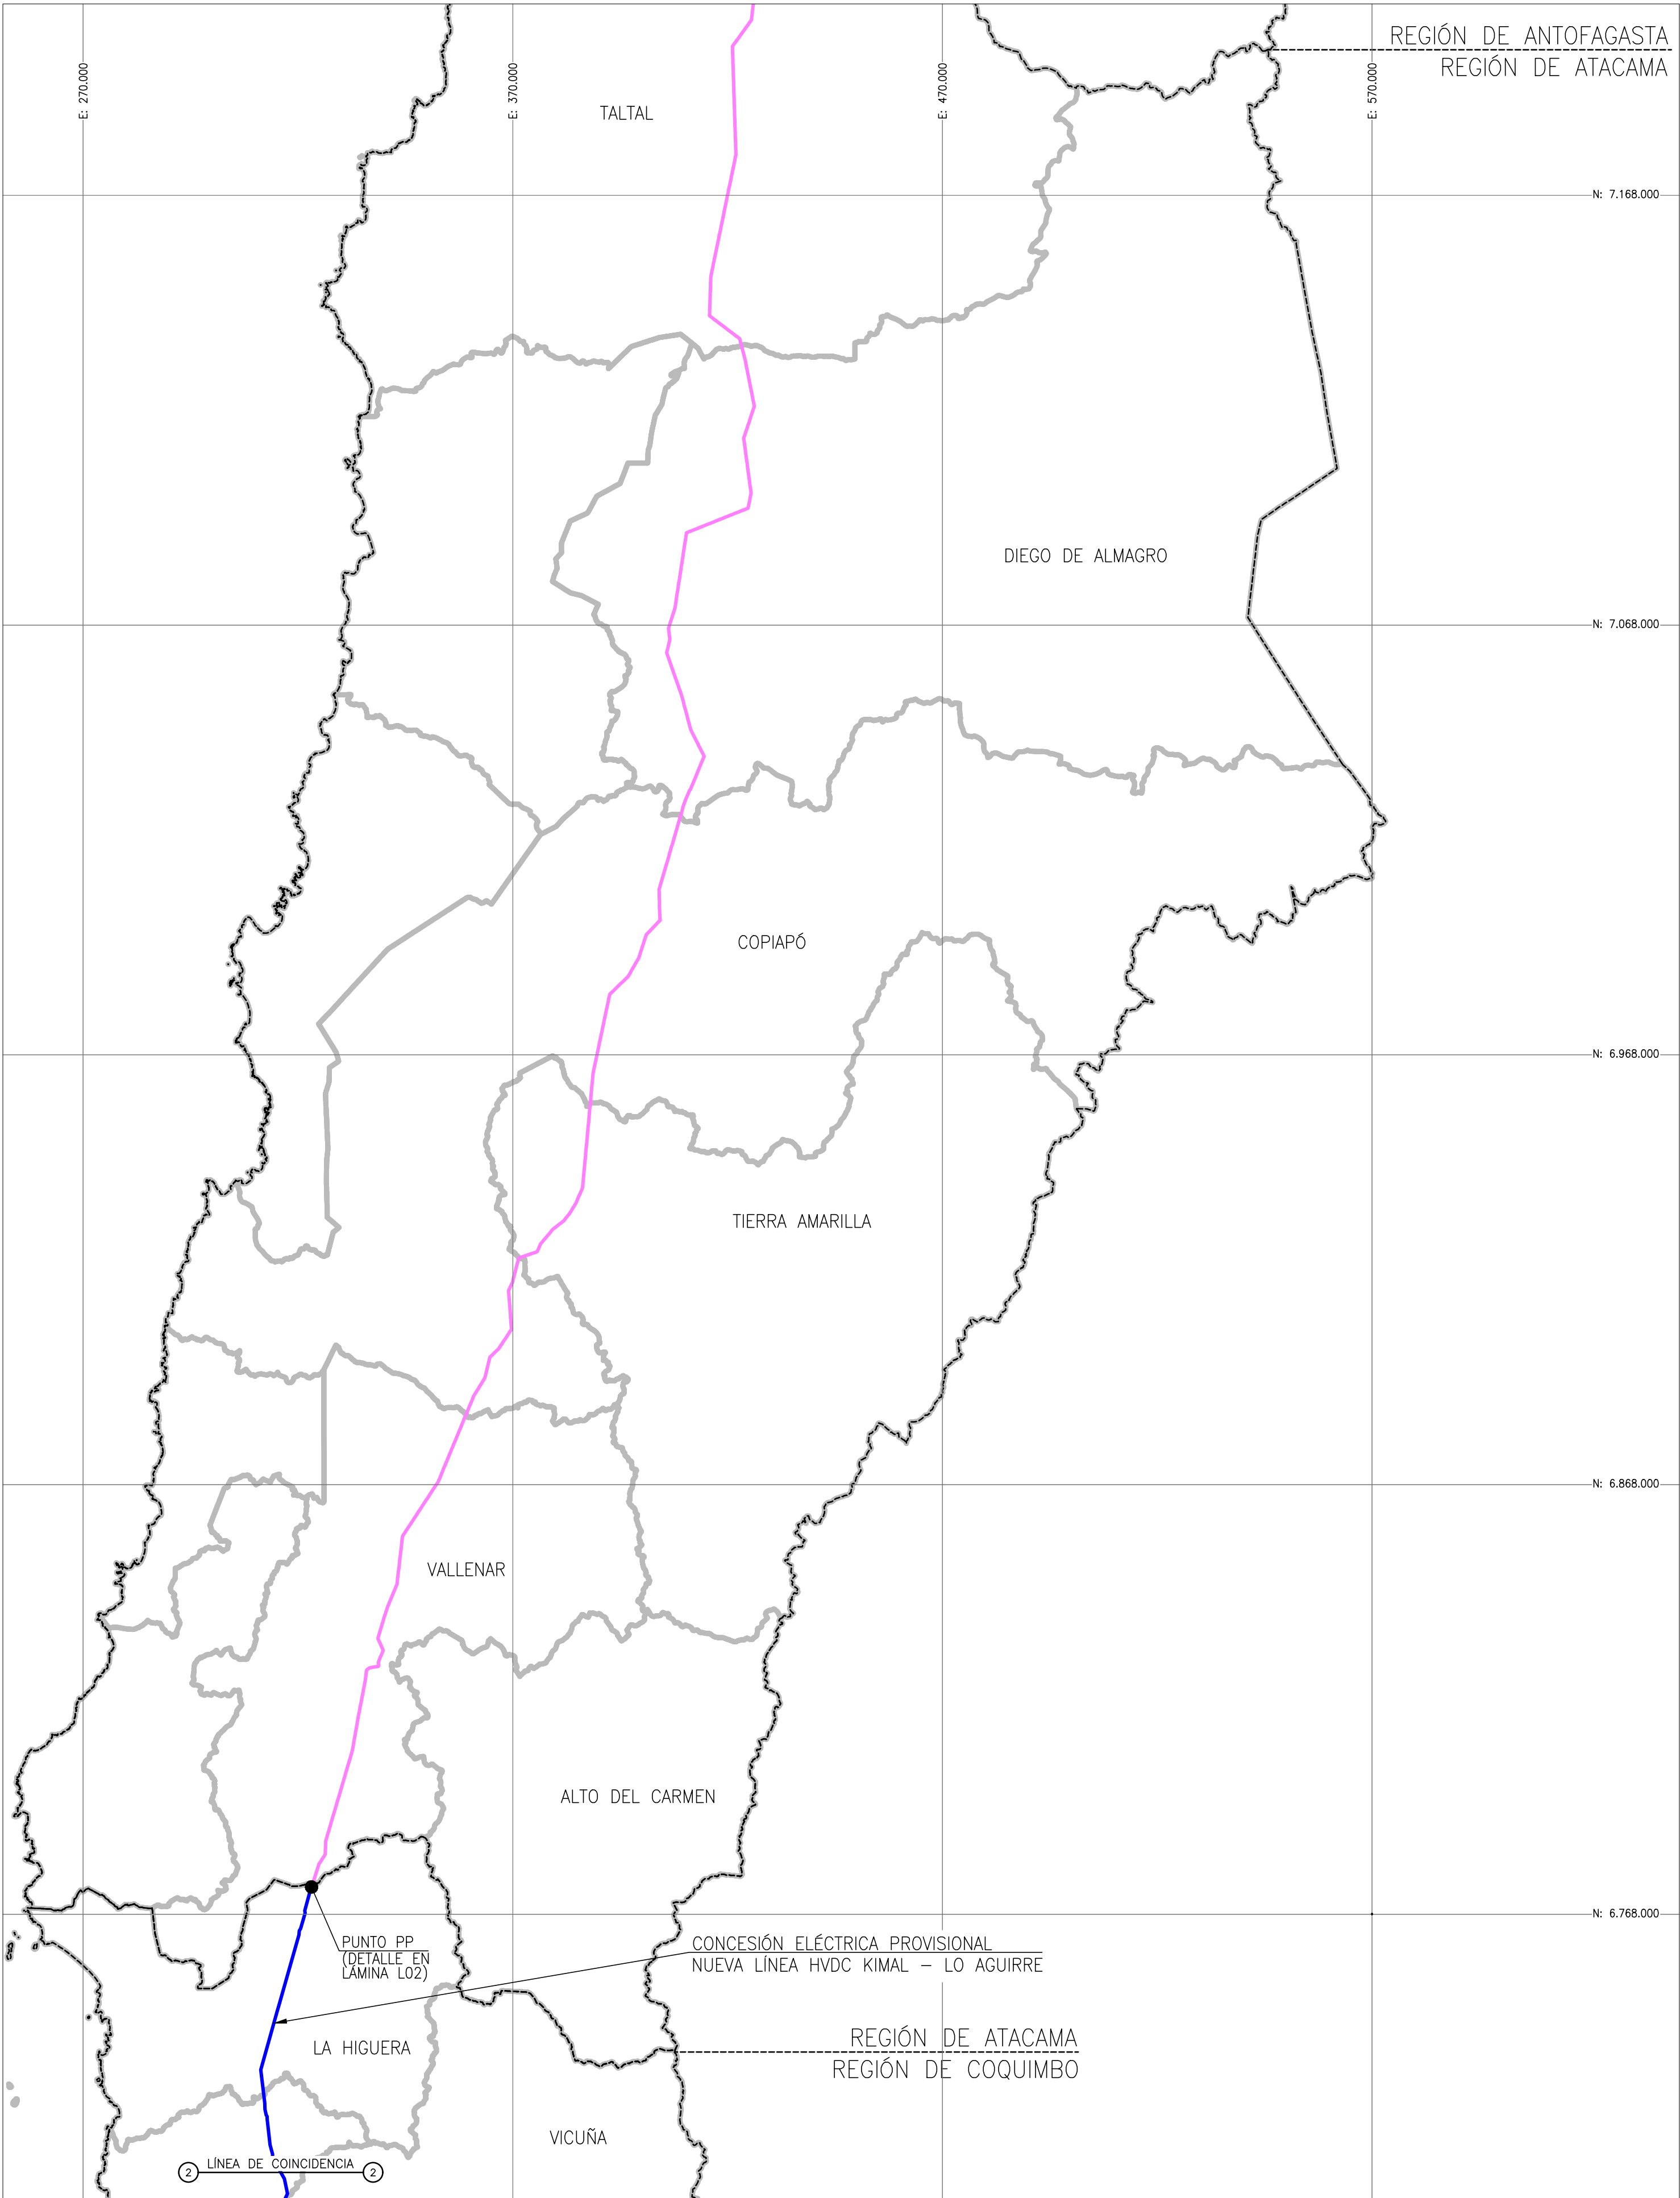 REGIÓN DE ANTOFAGASTA
REGIÓN DE ATACAMA
E: 270.000
E: 370.000
E: 470.000
E: 570.000
TALTAL
N: 7.168.000
DIEGO DE ALMAGRO
N: 7.068.000
COPIAPÓ
N: 6.968.000
TIERRA AMARILLA
N: 6.868.000
VALLENAR
ALTO DEL CARMEN
N: 6.768.000
PUNTO PP
(DETALLE EN
LÁMINA L02)
CONCESIÓN ELÉCTRICA PROVISIONAL
NUEVA LÍNEA HVDC KIMAL – LO AGUIRRE
LA HIGUERA
REGIÓN DE ATACAMA
REGIÓN DE COQUIMBO
VICUÑA
2 LÍNEA DE COINCIDENCIA 2